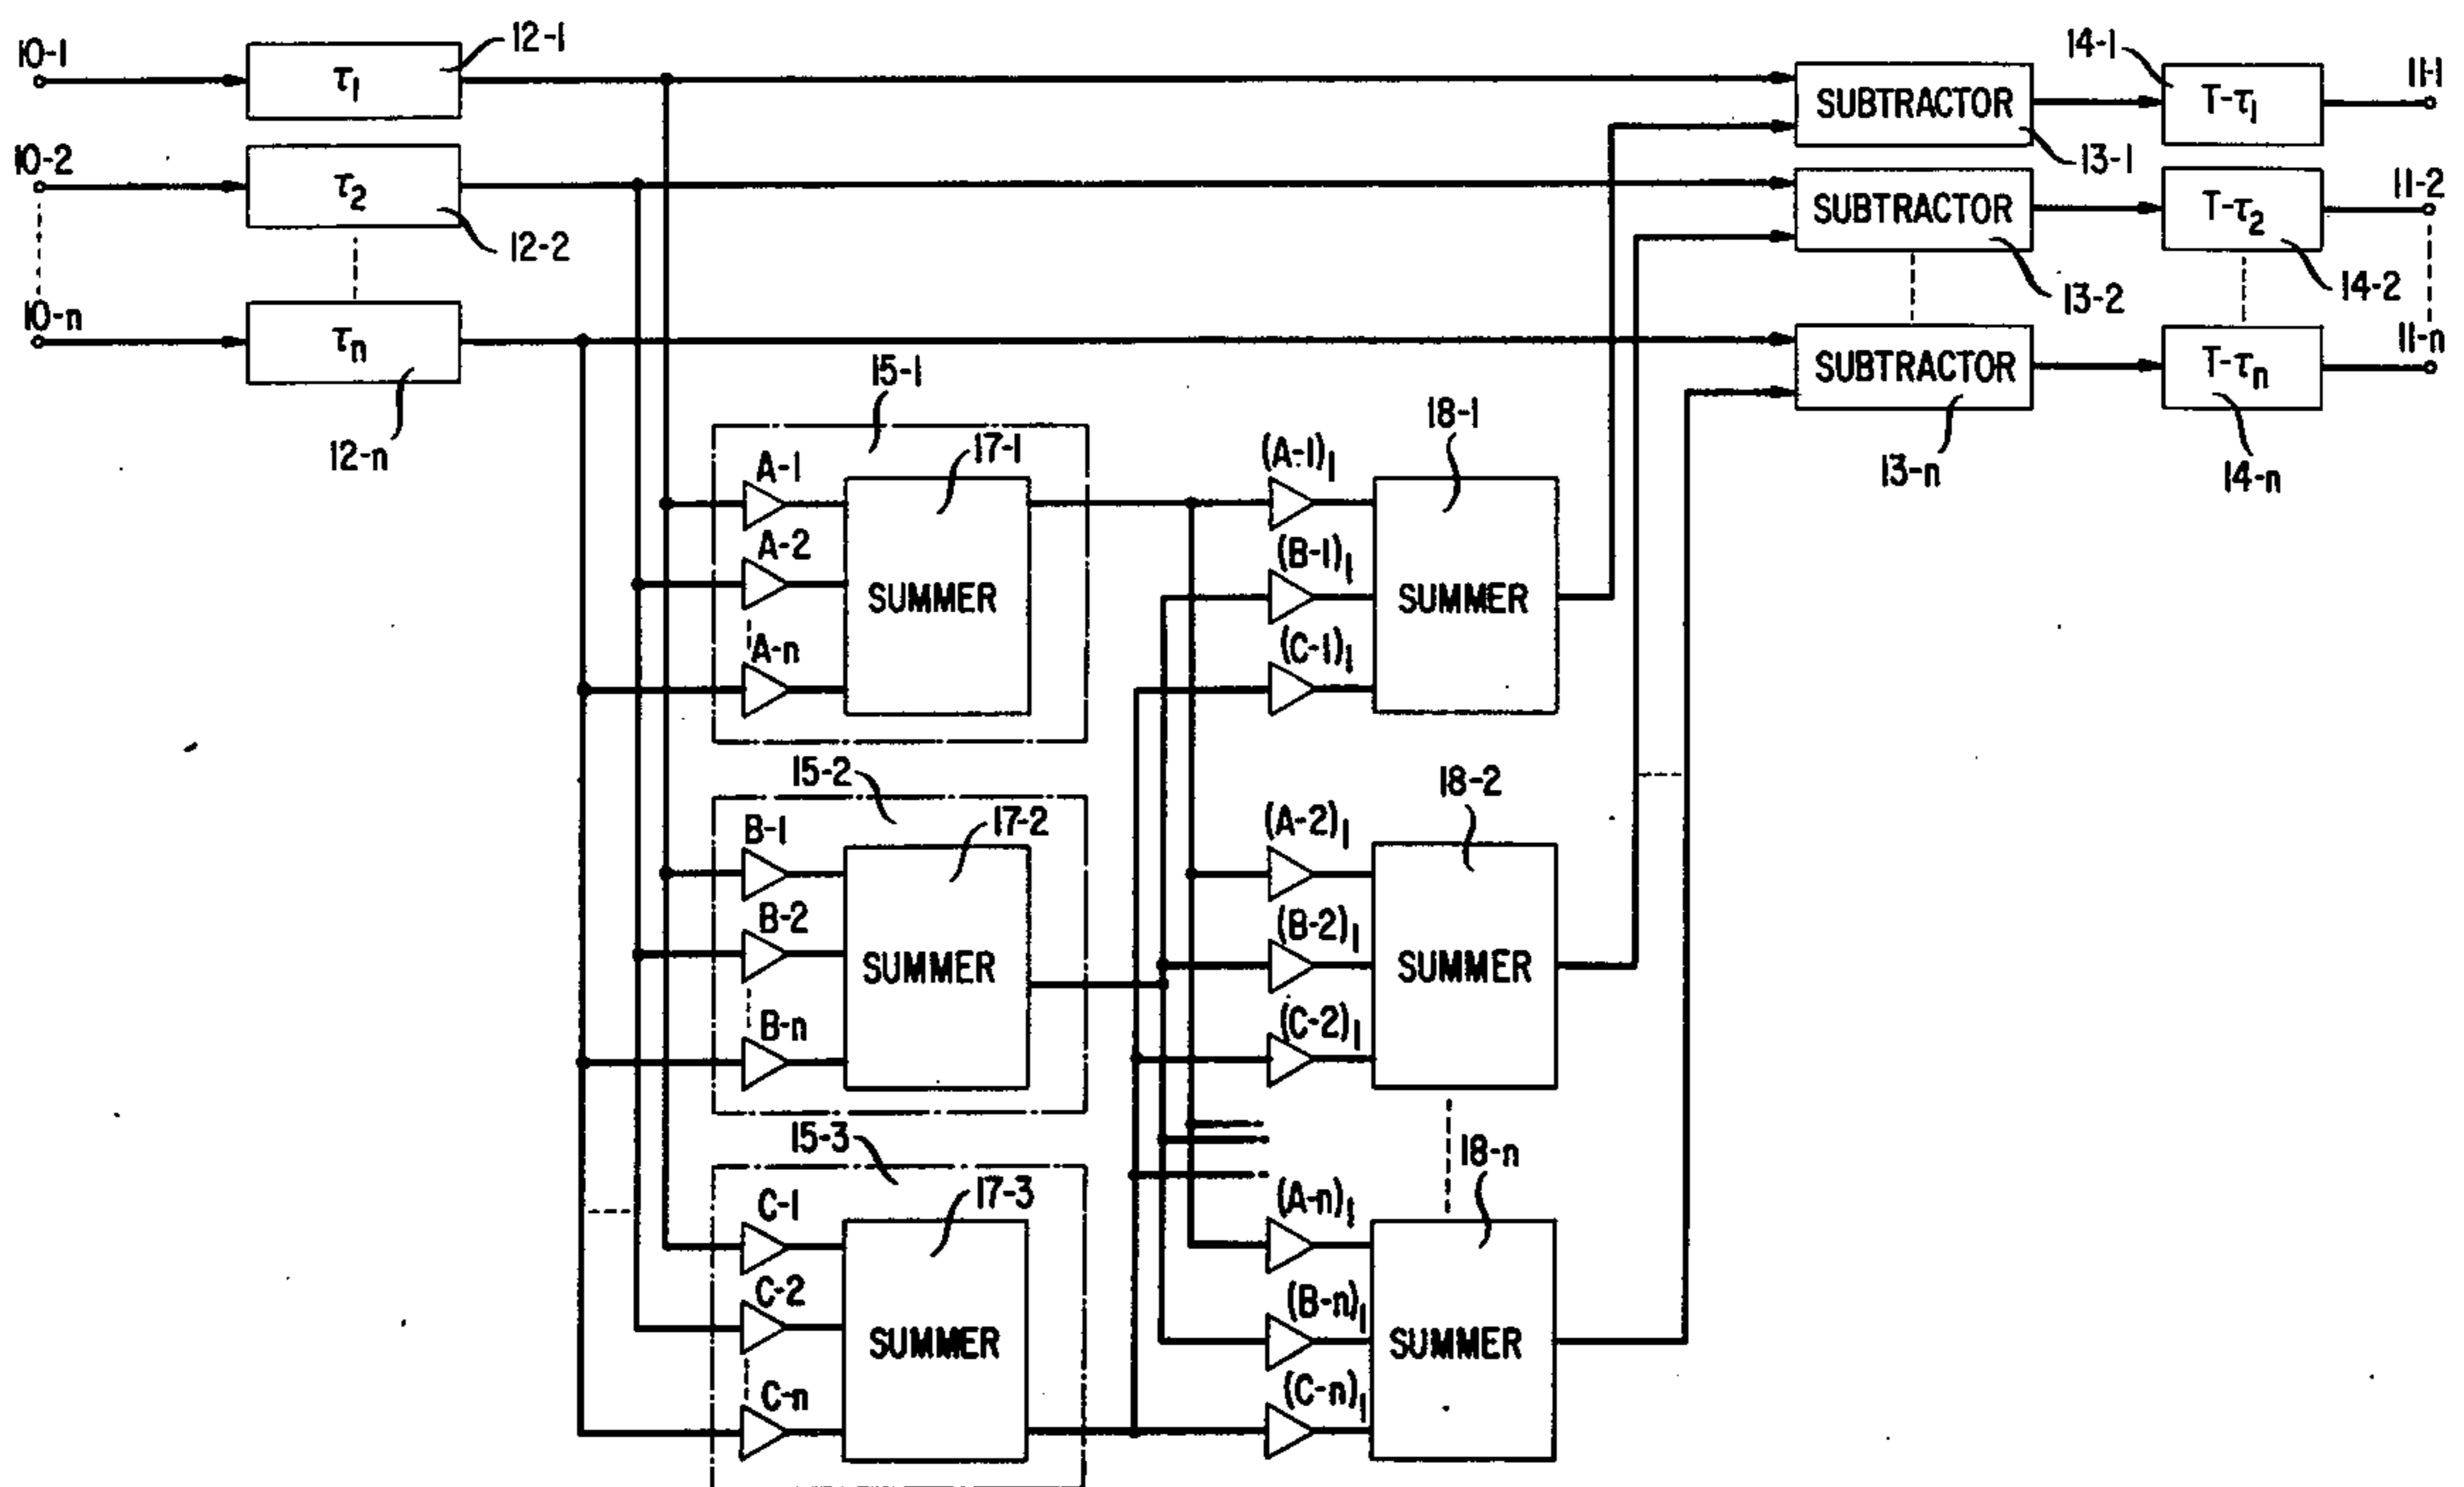 10-1
τ1
12-1
SUBTRACTOR
13-1
14-1
T-τ1
11-1
10-2
τ2
12-2
SUBTRACTOR
13-2
T-τ2
14-2
11-2
10-n
τn
12-n
SUBTRACTOR
13-n
T-τn
14-n
11-n
15-1
A-1
A-2
A-n
17-1
SUMMER
(A-1)1
(B-1)1
(C-1)1
18-1
SUMMER
15-2
B-1
B-2
B-n
17-2
SUMMER
(A-2)1
(B-2)1
(C-2)1
18-2
SUMMER
15-3
C-1
C-2
C-n
17-3
SUMMER
(A-n)1
(B-n)1
(C-n)1
18-n
SUMMER